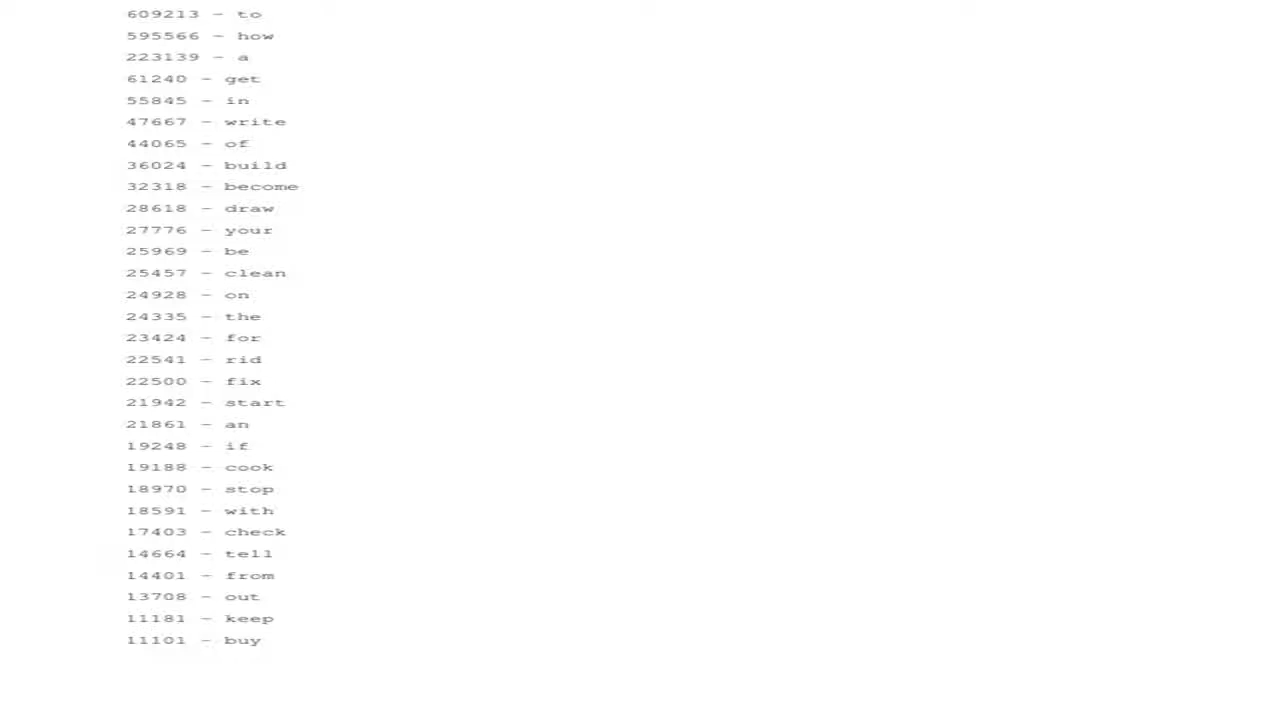 609213 - to
595566 - how
223139 - a
61240 - get
55845 - in
47667 - write
44065 - of
36024 - build
32318 - become
28618 - draw
27776 - your
25969 - be
25457 - clean
24928 - on
24335 - the
23424 - for
22541 - rid
22500 - fix
21942 - start
21861 - an
19248 - if
19188 - cook
18970 - stop
18591 - with
17403 - check
14664 - tell
14401 - from
13708 - out
11181 - keep
11101 - buy